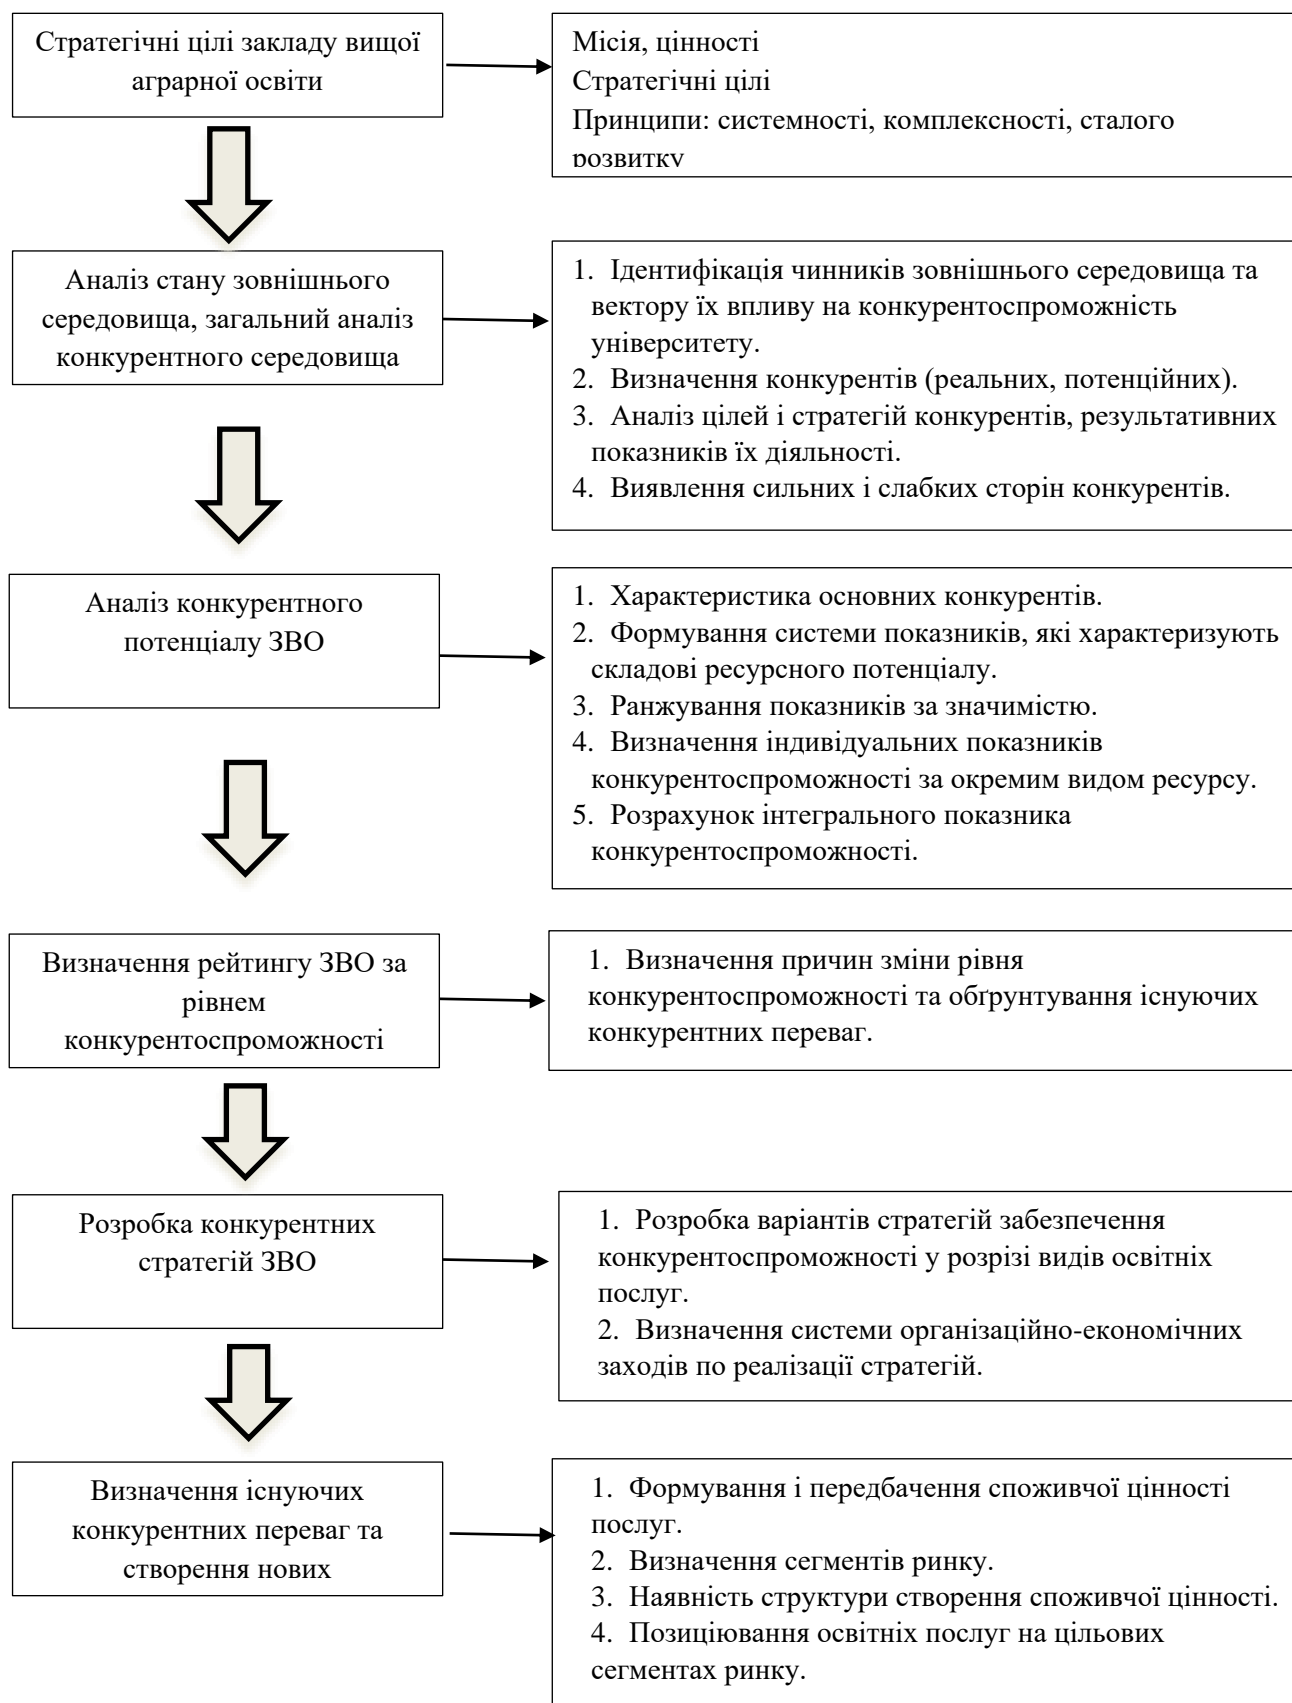 Стратегічні цілі закладу вищої
аграрної освіти
Місія, цінності
Стратегічні цілі
Принципи: системності, комплексності, сталого
розвитку
Аналіз стану зовнішнього
середовища, загальний аналіз
конкурентного середовища
1. Ідентифікація чинників зовнішнього середовища та
вектору їх впливу на конкурентоспроможність
університету.
2. Визначення конкурентів (реальних, потенційних).
3. Аналіз цілей і стратегій конкурентів, результативних
показників їх діяльності.
4. Виявлення сильних і слабких сторін конкурентів.
Аналіз конкурентного
потенціалу ЗВО
1. Характеристика основних конкурентів.
2. Формування системи показників, які характеризують
складові ресурсного потенціалу.
3. Ранжування показників за значимістю.
4. Визначення індивідуальних показників
конкурентоспроможності за окремим видом ресурсу.
5. Розрахунок інтегрального показника
конкурентоспроможності.
Визначення рейтингу ЗВО за
рівнем
конкурентоспроможності
1. Визначення причин зміни рівня
конкурентоспроможності та обґрунтування існуючих
конкурентних переваг.
Розробка конкурентних
стратегій ЗВО
1. Розробка варіантів стратегій забезпечення
конкурентоспроможності у розрізі видів освітніх
послуг.
2. Визначення системи організаційно-економічних
заходів по реалізації стратегій.
Визначення існуючих
конкурентних переваг та
створення нових
1. Формування і передбачення споживчої цінності
послуг.
2. Визначення сегментів ринку.
3. Наявність структури створення споживчої цінності.
4. Позиціювання освітніх послуг на цільових
сегментах ринку.